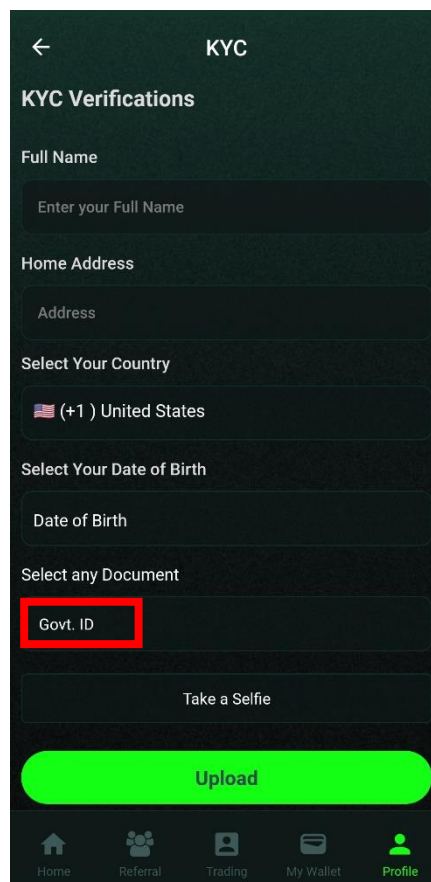 KYC
KYC Verifications
Full Name
Enter your Full Name
Home Address
Address
Select Your Country
(+1 ) United States
Select Your Date of Birth
Date of Birth
Select any Document
Govt. ID
Take a Selfie
Upload
Home Referral Trading My Wallet Profile